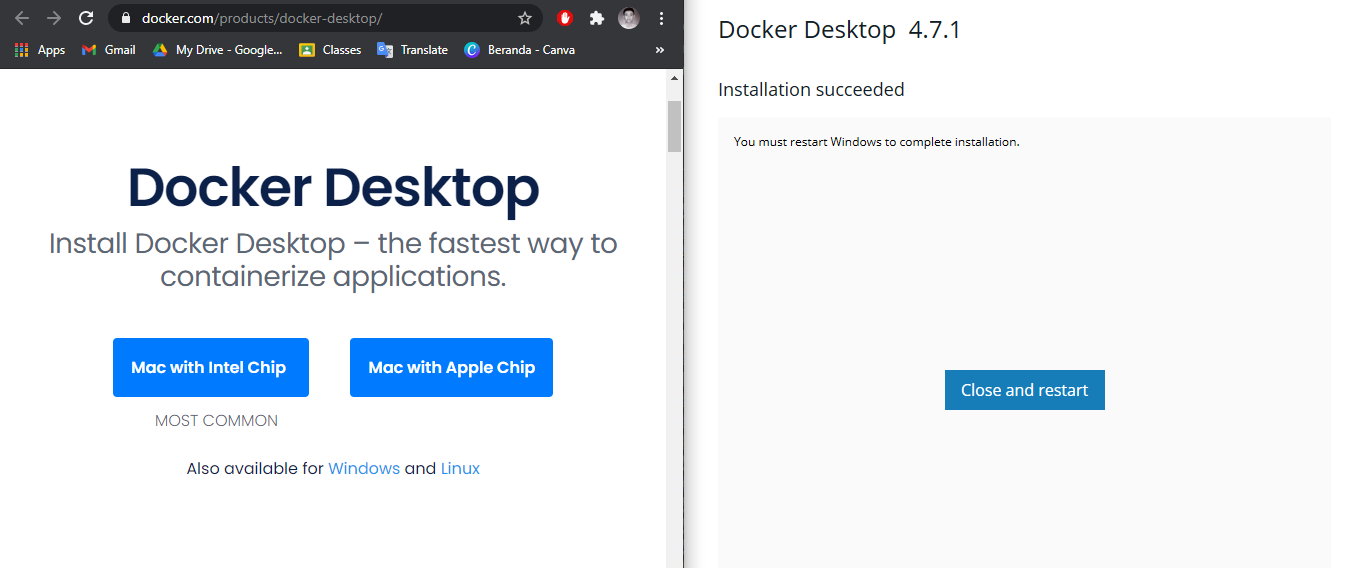 docker.com/products/docker-desktop/
Apps
Gmail
My Drive - Google...
Classes
Translate
Beranda - Canva
»
Docker Desktop
Install Docker Desktop – the fastest way to
containerize applications.
Mac with Intel Chip
Mac with Apple Chip
MOST COMMON
Also available for Windows and Linux
Docker Desktop 4.7.1
Installation succeeded
You must restart Windows to complete installation.
Close and restart